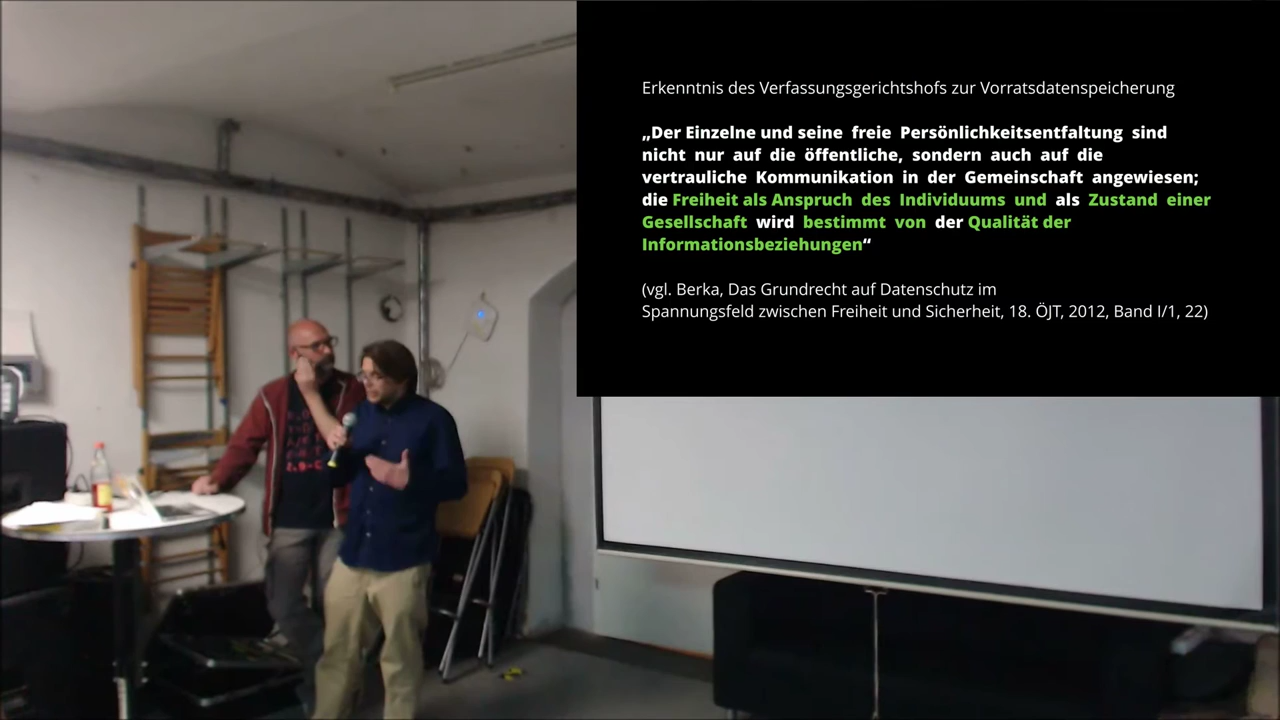 Erkenntnis des Verfassungsgerichtshofs zur Vorratsdatenspeicherung
„Der Einzelne und seine freie Persönlichkeitsentfaltung sind
nicht nur auf die öffentliche, sondern auch auf die
vertrauliche Kommunikation in der Gemeinschaft angewiesen;
die Freiheit als Anspruch des Individuums und als Zustand einer
Gesellschaft wird bestimmt von der Qualität der
Informationsbeziehungen“
(vgl. Berka, Das Grundrecht auf Datenschutz im
Spannungsfeld zwischen Freiheit und Sicherheit, 18. ÖJT, 2012, Band I/1, 22)